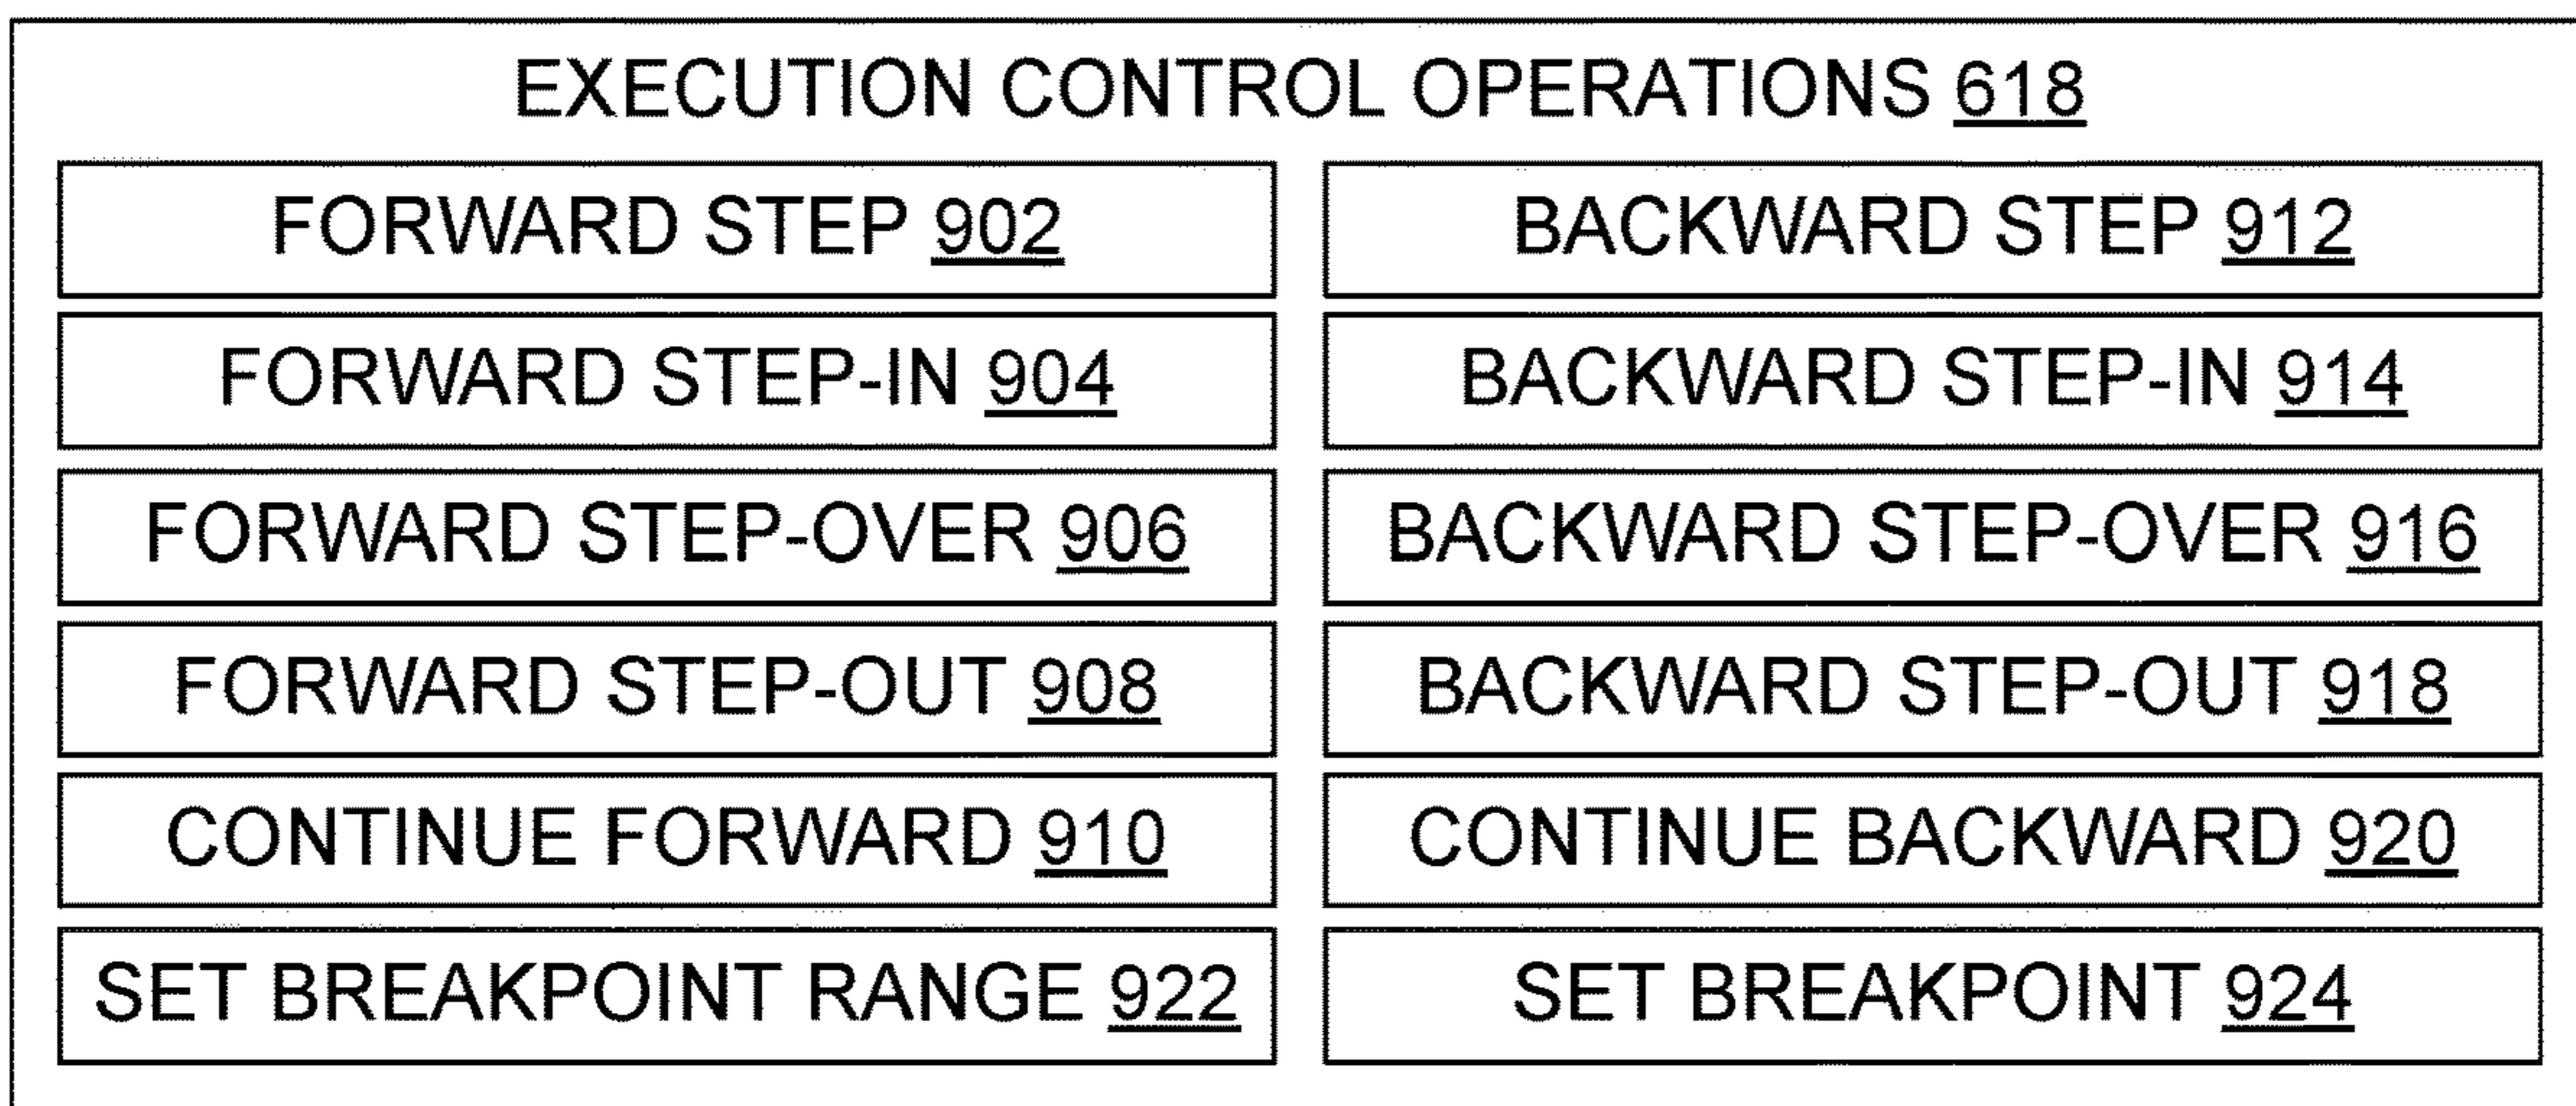 EXECUTION CONTROL OPERATIONS 618
FORWARD STEP 902
BACKWARD STEP 912
FORWARD STEP-IN 904
BACKWARD STEP-IN 914
FORWARD STEP-OVER 906
BACKWARD STEP-OVER 916
FORWARD STEP-OUT 908
BACKWARD STEP-OUT 918
CONTINUE FORWARD 910
CONTINUE BACKWARD 920
SET BREAKPOINT RANGE 922
SET BREAKPOINT 924